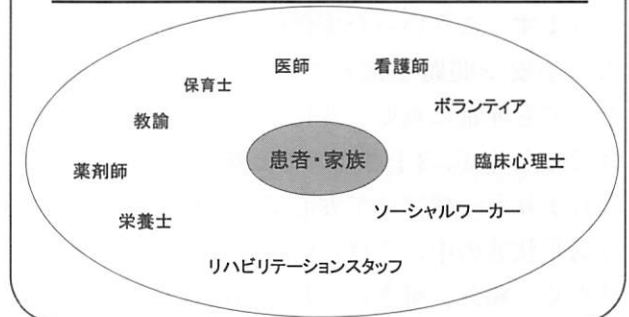 医師
看護師
保育士
ボランティア
教諭
患者・家族
臨床心理士
薬剤師
ソーシャルワーカー
栄養士
リハビリテーションスタッフ